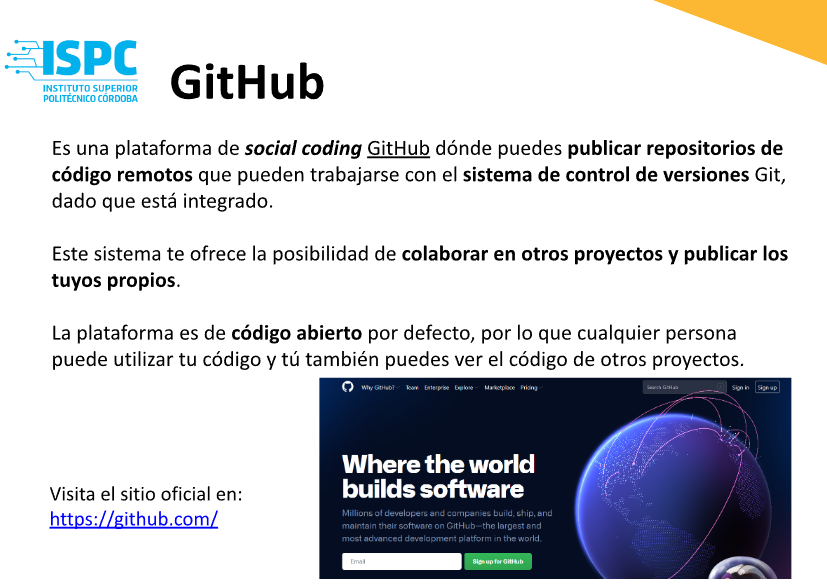 ISPC
INSTITUTO SUPERIOR
POLITÉCNICO CÓRDOBA
GitHub
Es una plataforma de social coding GitHub dónde puedes publicar repositorios de
código remotos que pueden trabajarse con el sistema de control de versiones Git,
dado que está integrado.
Este sistema te ofrece la posibilidad de colaborar en otros proyectos y publicar los
tuyos propios.
La plataforma es de código abierto por defecto, por lo que cualquier persona
puede utilizar tu código y tú también puedes ver el código de otros proyectos.
Why GitHub? Team Enterprise Explore Marketplace Pricing Search GitHub Sign in Sign up
Where the world
builds software
Millions of developers and companies build, ship, and
maintain their software on GitHub—the largest and
most advanced development platform in the world.
Email Sign up for GitHub
Visita el sitio oficial en:
https://github.com/